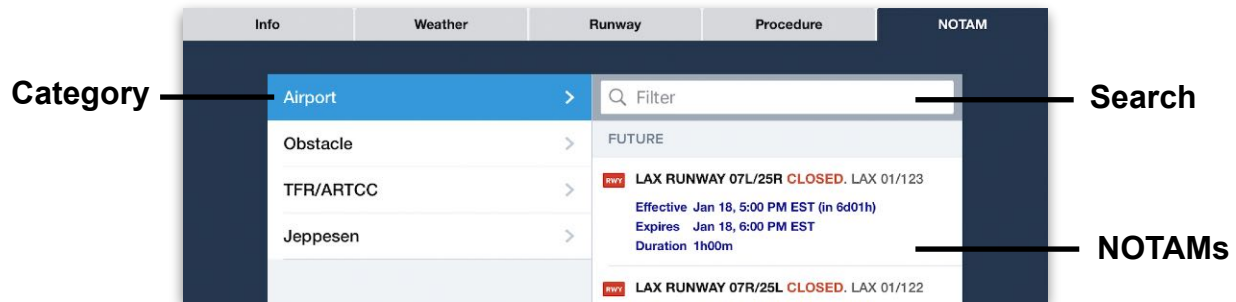 Info Weather Runway Procedure NOTAM
Category
Airport
Obstacle
TFR/ARTCC
Jeppesen
Filter
Search
FUTURE
RWY LAX RUNWAY 07L/25R CLOSED. LAX 01/123
Effective Jan 18, 5:00 PM EST (in 6d01h)
Expires Jan 18, 6:00 PM EST
Duration 1h00m
NOTAMs
RWY LAX RUNWAY 07R/25L CLOSED. LAX 01/122